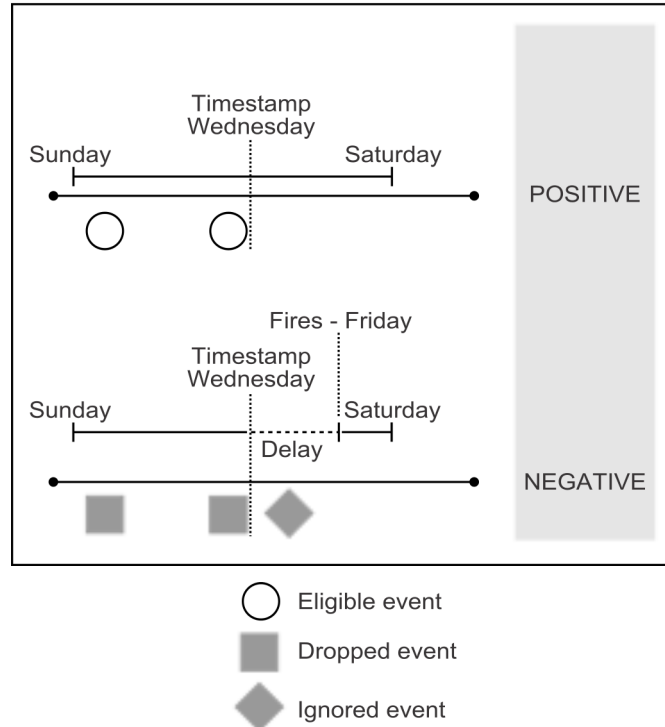 Timestamp
Wednesday
Sunday
Saturday
POSITIVE
Fires - Friday
Timestamp
Wednesday
Sunday
Saturday
Delay
NEGATIVE
Eligible event
Dropped event
Ignored event